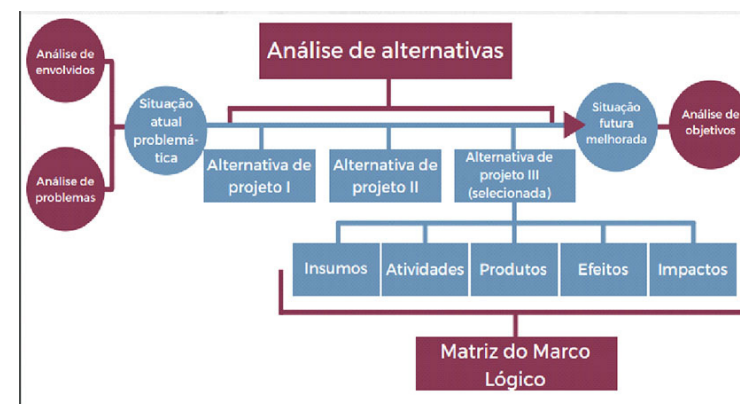 Análise de alternativas
Análise de
envolvidos
Análise de
problemas
Situação
atual
problemá-
tica
Alternativa de
projeto I
Alternativa de
projeto II
Alternativa de
projeto III
(selecionada)
Situação
futura
melhorada
Análise de
objetivos
Insumos
Atividades
Produtos
Efeitos
Impactos
Matriz do Marco
Lógico